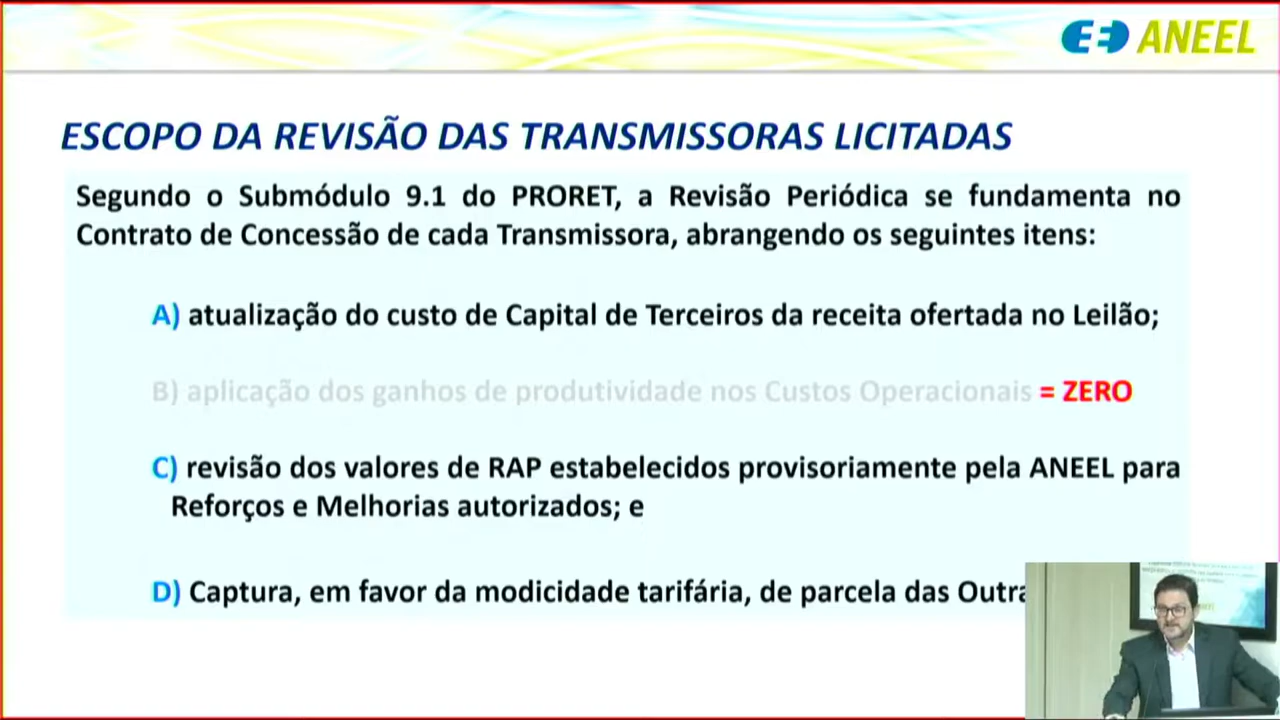 ANEEL
ESCOPO DA REVISÃO DAS TRANSMISSORAS LICITADAS
Segundo o Submódulo 9.1 do PRORET, a Revisão Periódica se fundamenta no
Contrato de Concessão de cada Transmissora, abrangendo os seguintes itens:
A) atualização do custo de Capital de Terceiros da receita ofertada no Leilão;
B) aplicação dos ganhos de produtividade nos Custos Operacionais = ZERO
C) revisão dos valores de RAP estabelecidos provisoriamente pela ANEEL para
Reforços e Melhorias autorizados; e
D) Captura, em favor da modicidade tarifária, de parcela das Outra